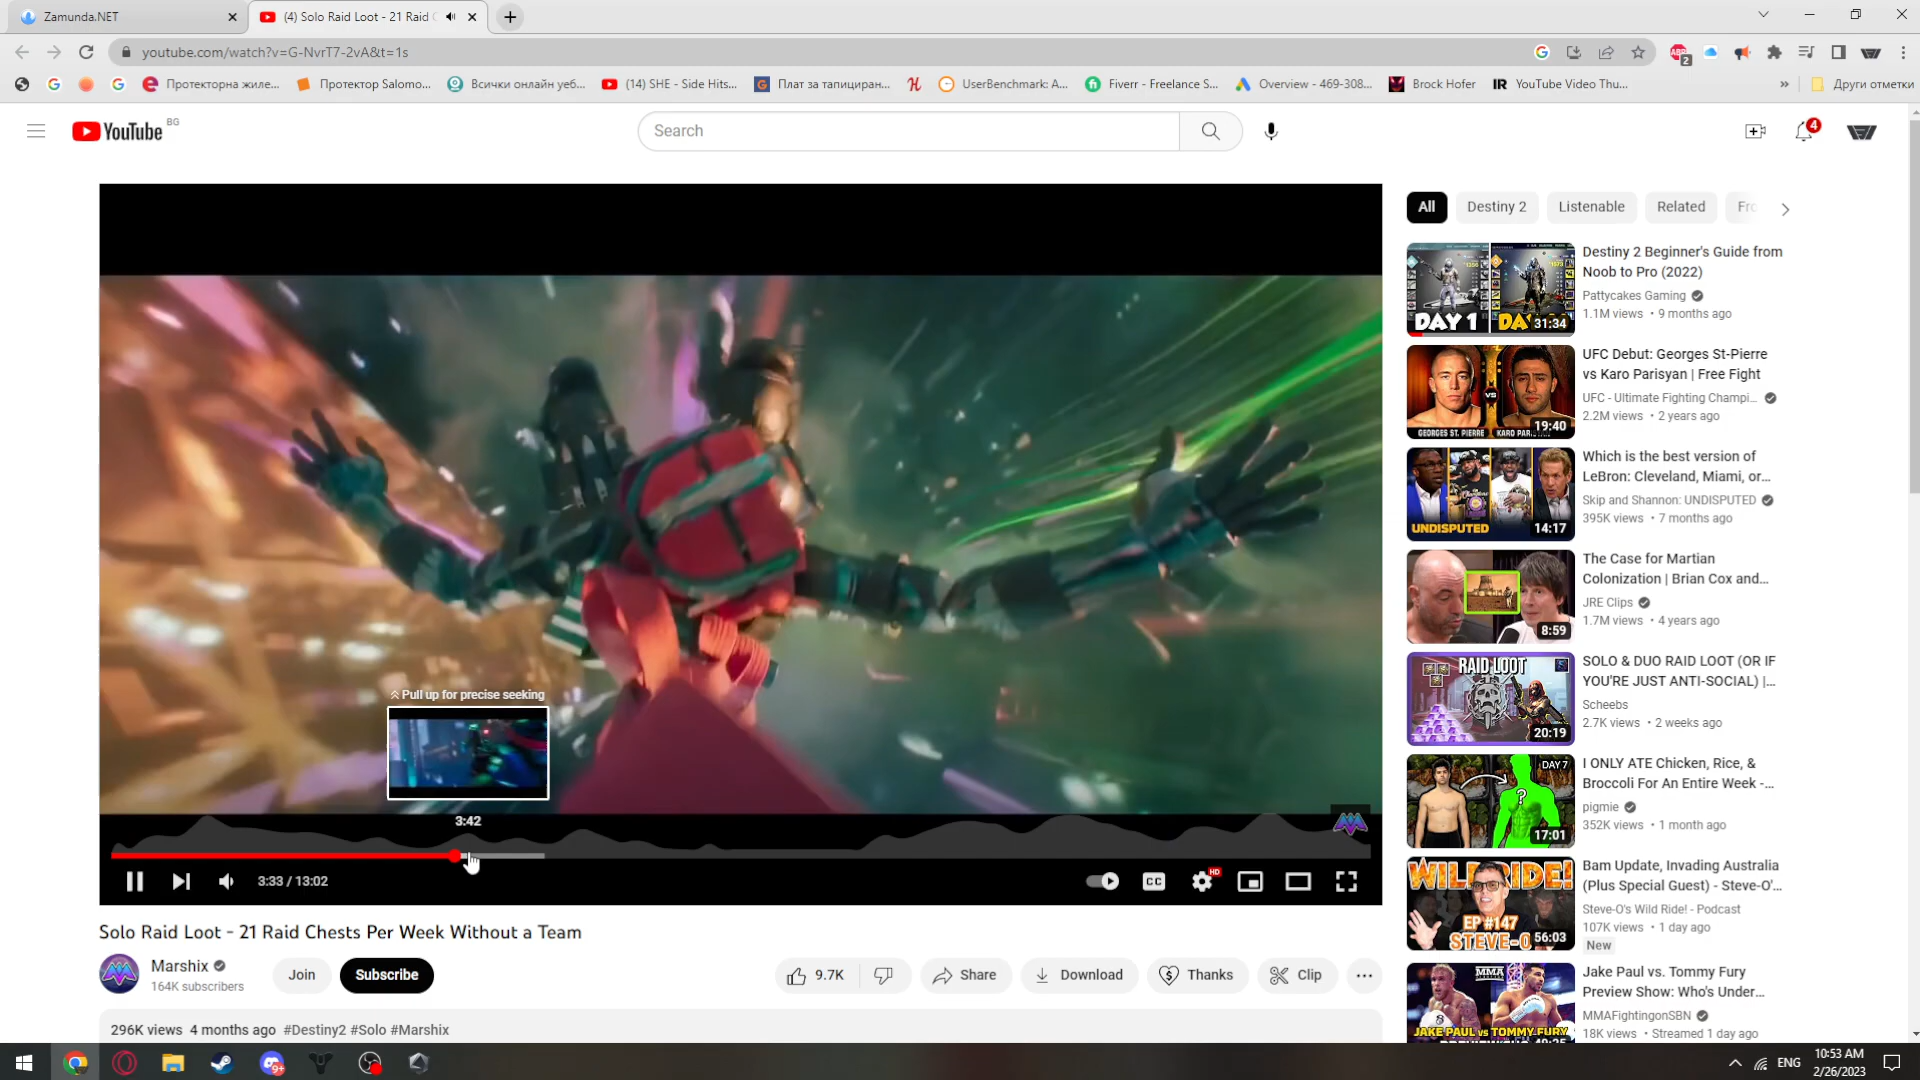 Zamunda.NET
(4) Solo Raid Loot - 21 Raid C
youtube.com/watch?v=G-NvrT7-2vA&t=1s
ABP
2
Протекторна жиле...
Протектор Salomo...
Всички онлайн уеб...
(14) SHE - Side Hits...
Плат за тапициран...
UserBenchmark: A...
Fiverr - Freelance S...
Overview - 469-308...
Brock Hofer
IR YouTube Video Thu...
»
Други отметки
YouTube BG
Search
4
All
Destiny 2
Listenable
Related
Fro
DAY 1
DA
31:34
Destiny 2 Beginner's Guide from
Noob to Pro (2022)
Pattycakes Gaming
1.1M views • 9 months ago
VS
GEORGES ST. PIERRE
19:40
UFC Debut: Georges St-Pierre
vs Karo Parisyan | Free Fight
UFC - Ultimate Fighting Champi...
2.2M views • 2 years ago
UNDISPUTED
14:17
Which is the best version of
LeBron: Cleveland, Miami, or...
Skip and Shannon: UNDISPUTED
395K views • 7 months ago
8:59
The Case for Martian
Colonization | Brian Cox and...
JRE Clips
1.7M views • 4 years ago
RAID LOOT
20:19
SOLO & DUO RAID LOOT (OR IF
YOU'RE JUST ANTI-SOCIAL) |...
Scheebs
2.7K views • 2 weeks ago
DAY 7
?
17:01
I ONLY ATE Chicken, Rice, &
Broccoli For An Entire Week -...
pigmie
352K views • 1 month ago
WILD RIDE!
EP #147
STEVE-O
56:03
Bam Update, Invading Australia
(Plus Special Guest) - Steve-O'...
Steve-O's Wild Ride! - Podcast
107K views • 1 day ago
New
MMA
JAKE PAUL vs TOMMY FURY
Jake Paul vs. Tommy Fury
Preview Show: Who's Under...
MMAFightingonSBN
18K views • Streamed 1 day ago
Pull up for precise seeking
3:42
3:33 / 13:02
CC
HD
Solo Raid Loot - 21 Raid Chests Per Week Without a Team
Marshix
164K subscribers
Join
Subscribe
9.7K
Share
Download
Thanks
Clip
296K views 4 months ago #Destiny2 #Solo #Marshix
9+
ENG
10:53 AM
2/26/2023